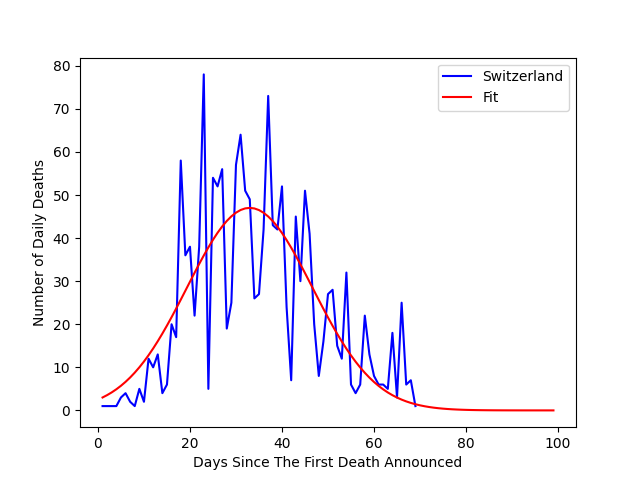 Switzerland
Fit
80
70
60
50
40
30
20
10
0
Number of Daily Deaths
0 20 40 60 80 100
Days Since The First Death Announced